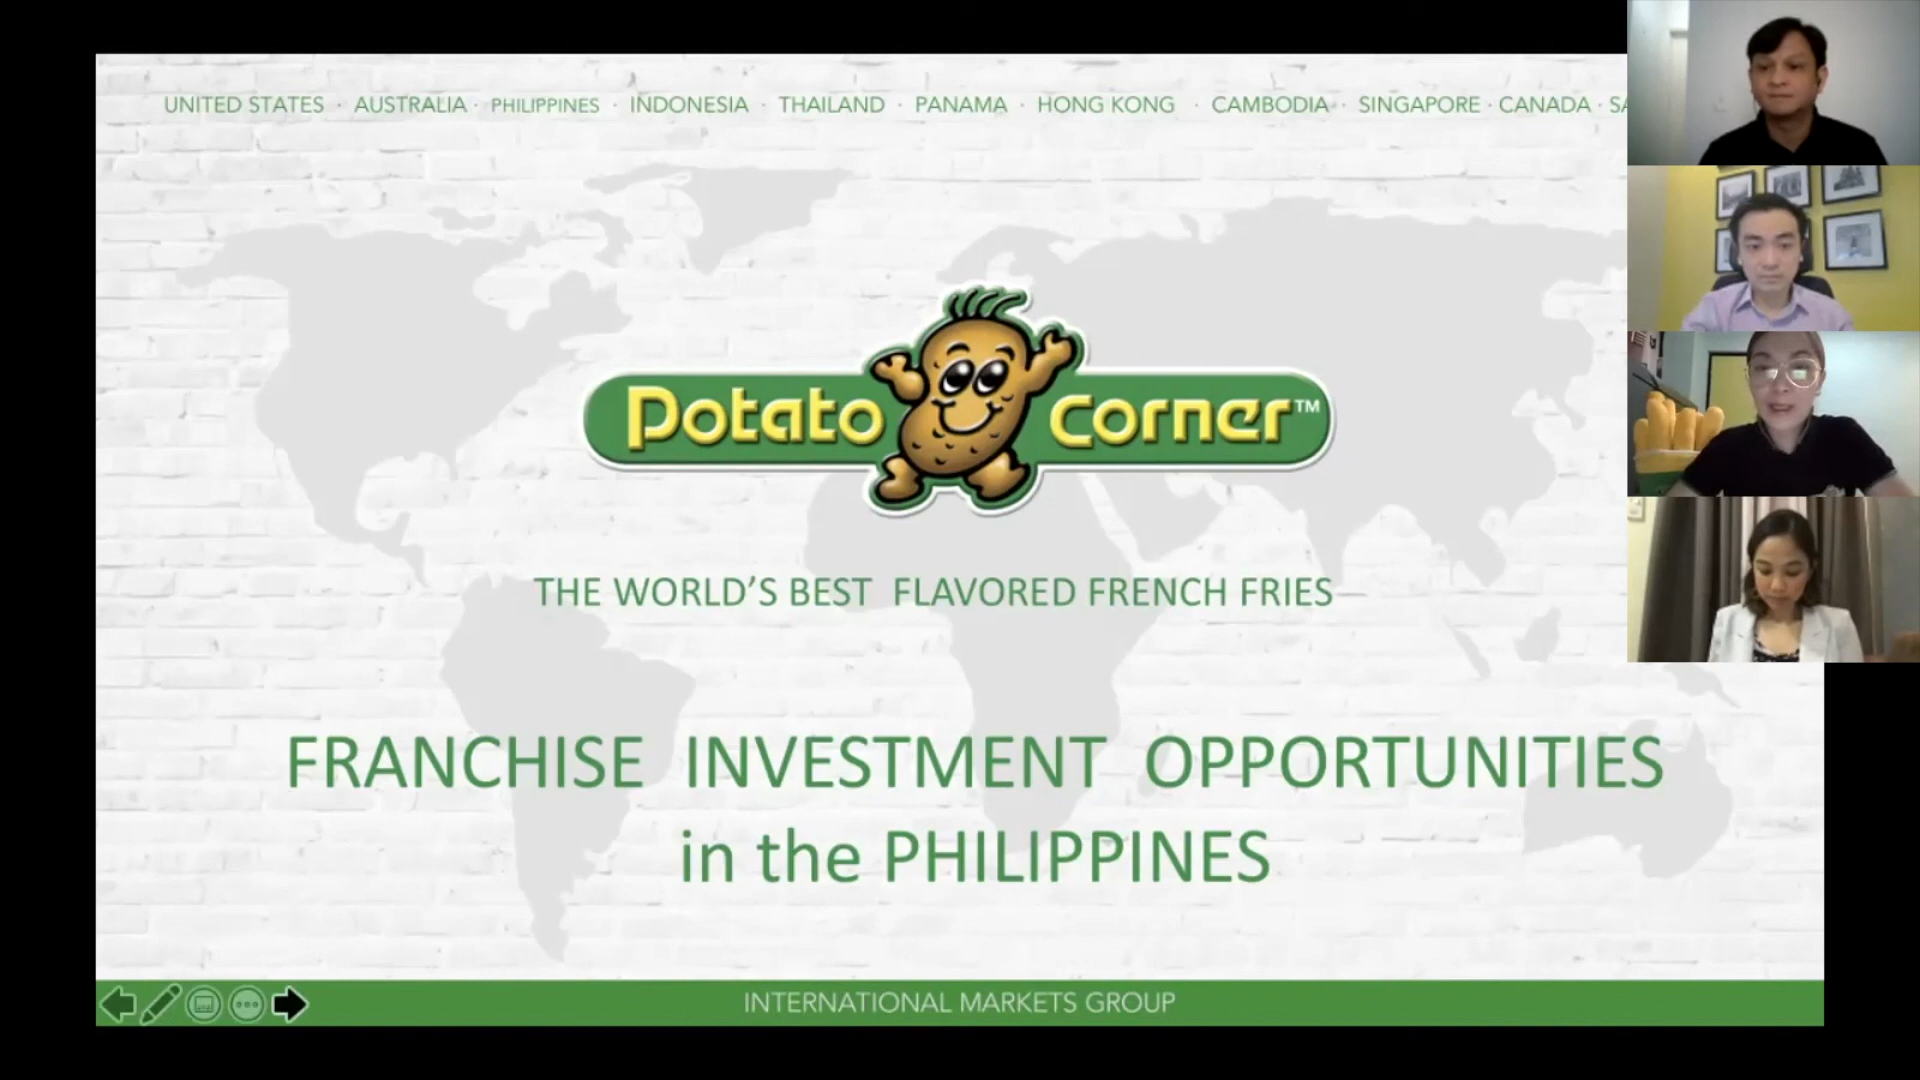 UNITED STATES · AUSTRALIA · PHILIPPINES · INDONESIA · THAILAND · PANAMA · HONG KONG · CAMBODIA · SINGAPORE · CANADA ·
Potato Corner™
THE WORLD'S BEST FLAVORED FRENCH FRIES
FRANCHISE INVESTMENT OPPORTUNITIES
in the PHILIPPINES
INTERNATIONAL MARKETS GROUP